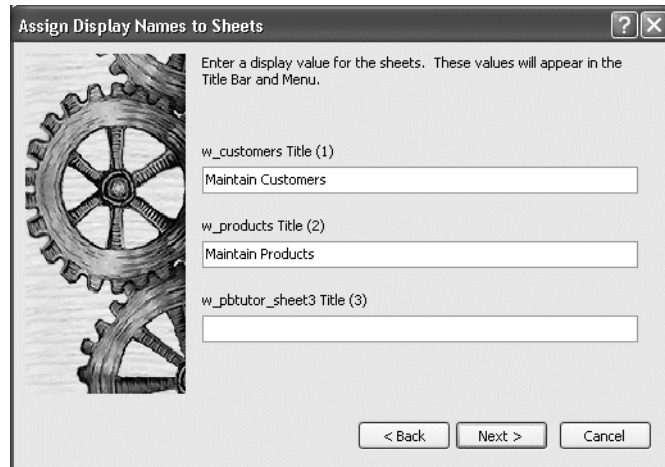 Assign Display Names to Sheets
Enter a display value for the sheets. These values will appear in the
Title Bar and Menu.
w_customers Title (1)
Maintain Customers
w_products Title (2)
Maintain Products
w_pbtutor_sheet3 Title (3)
< Back
Next >
Cancel